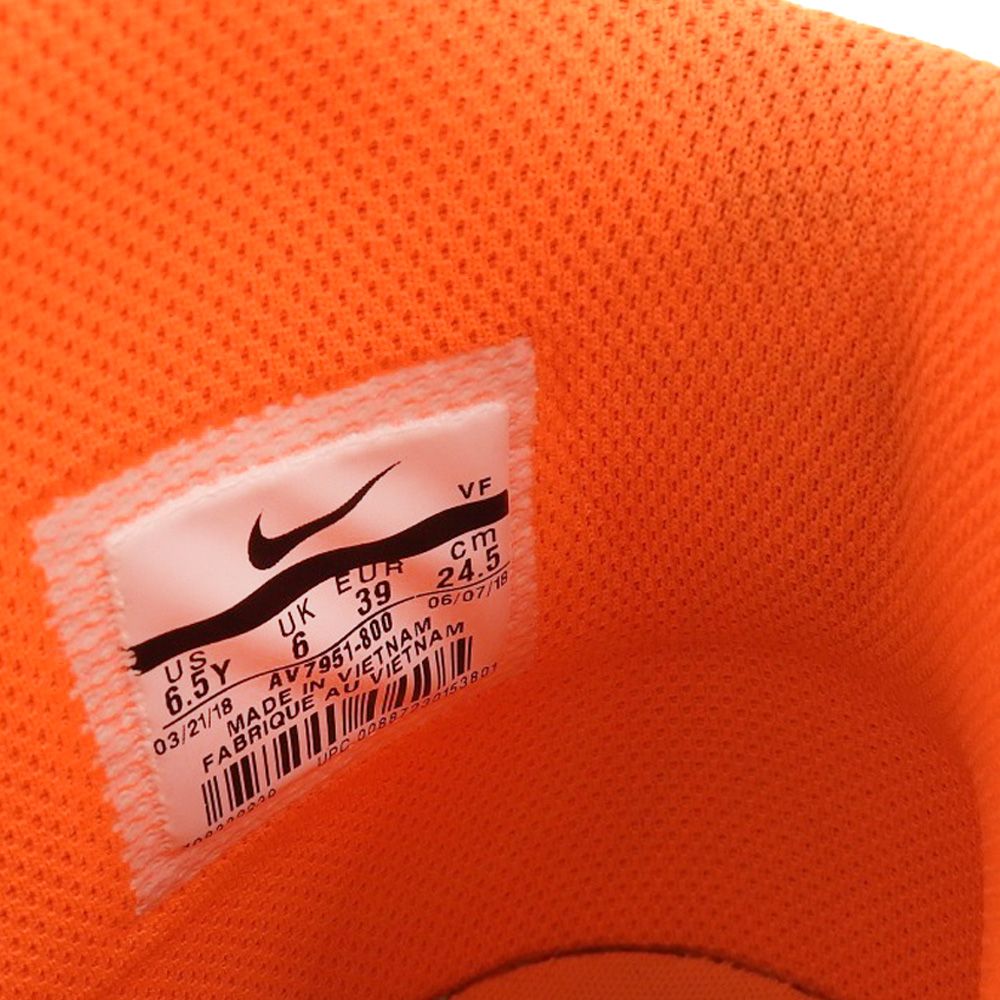 VF
US UK EUR cm
6.5Y 6 39 24.5
03/21/18 AV7951-800 06/07/18
MADE IN VIETNAM
FABRIQUE AU VIETNAM
UPC